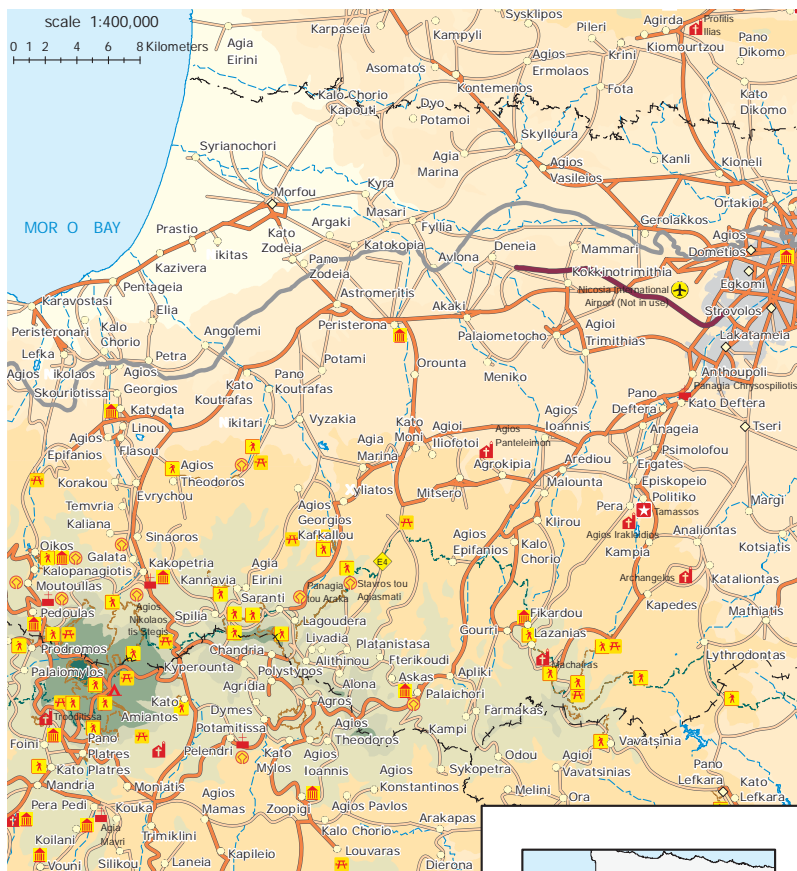 scale 1:400,000
0 2 4 6 8 Kilometers
Karpaseia
Sysklipos
Agirda
Profitis
Ilias
Agia
Eirini
Kampyli
Pileri
Krini
Kiomourtzou
Pano
Dikomo
Asomatos
Agios
Ermolaos
Kontemenos
Fota
Kato
Dikomo
Kalo Chorio
Kapouti
Dyo
Potamoi
Skylloura
Syrianochori
Agia
Marina
Agios
Vasileios
Kanli
Kioneli
Morfou
Kyra
Masari
Ortakioi
Gerolakkos
MOR O BAY
Prastio
ikitas
Kato
Zodeia
Argaki
Fyllia
Katokopia
Avlona
Deneia
Mammari
Agios
Dometios
Kazivera
Pano
Zodeia
Kokkinotrimithia
Egkomi
Pentageia
Nicosia International
Airport (Not in use)
Karavostasi
Astromeritis
Akaki
Strovolos
Elia
Peristeronari
Kalo
Chorio
Angolemi
Peristerona
Palaiometocho
Agioi
Trimithias
Lakatameia
Lefka
Petra
Potami
Orounta
Agios
ikolaos
Agios
Georgios
Kato
Koutrafas
Pano
Koutrafas
Meniko
Anthoupoli
Panagia Chrysospiliotis
Skouriotissa
Katydata
ikitari
Vyzakia
Kato
Moni
Agioi
Iliofotoi
Agios
Panteleimon
Agios
Ioannis
Pano
Deftera
Kato Deftera
Linou
Anageia
Tseri
Agios
Epifanios
Flasou
Agia
Marina
Agrokipia
Arediou
Psimolofou
Ergates
Agios
Theodoros
Korakou
Evrychou
yliatos
Mitsero
Malounta
Episkopeio
Politiko
Margi
Temvria
Agios
Georgios
Kafkallou
Klirou
Pera
Tamassos
Kaliana
Sinaoros
Agios Irakleidios
Analiontas
Oikos
Galata
Kakopetria
Agia
Eirini
E4
Agios
Epifanios
Kalo
Chorio
Kampia
Kotsiatis
Kalopanagiotis
Moutoullas
Kannavia
Saranti
Panagia
tou Araka
Stavros tou
Agiasmati
Archangelos
Kataliontas
Pedoulas
Agios
Nikolaos
tis Stegis
Spilia
Lagoudera
Fikardou
Kapedes
Mathiatis
Prodromos
Chandria
Livadia
Platanistasa
Gourri
Lazanias
Palaiomylos
Kyperounta
Polystypos
Alithinou
Fterikoudi
Machairas
Lythrodontas
Agridia
Alona
Askas
Apliki
Troodiitssa
Kato
Amiantos
Dymes
Agros
Palaichori
Farmakas
Foini
Pano
Platres
Potamitissa
Agios
Theodoros
Kampi
Vavatsinia
Kato Platres
Pelendri
Kato
Mylos
Agios
Ioannis
Odou
Agioi
Vavatsinias
Pano
Lefkara
Mandria
Moniatis
Agios
Konstantinos
Sykopetra
Kato
Lefkara
Pera Pedi
Kouka
Agios
Mamas
Zoopigi
Agios Pavlos
Melini
Ora
Koilani
Agia
Mavri
Trimiklini
Kalo Chorio
Arakapas
Vouni
Silikou
Laneia
Kapileio
Louvaras
Dierona